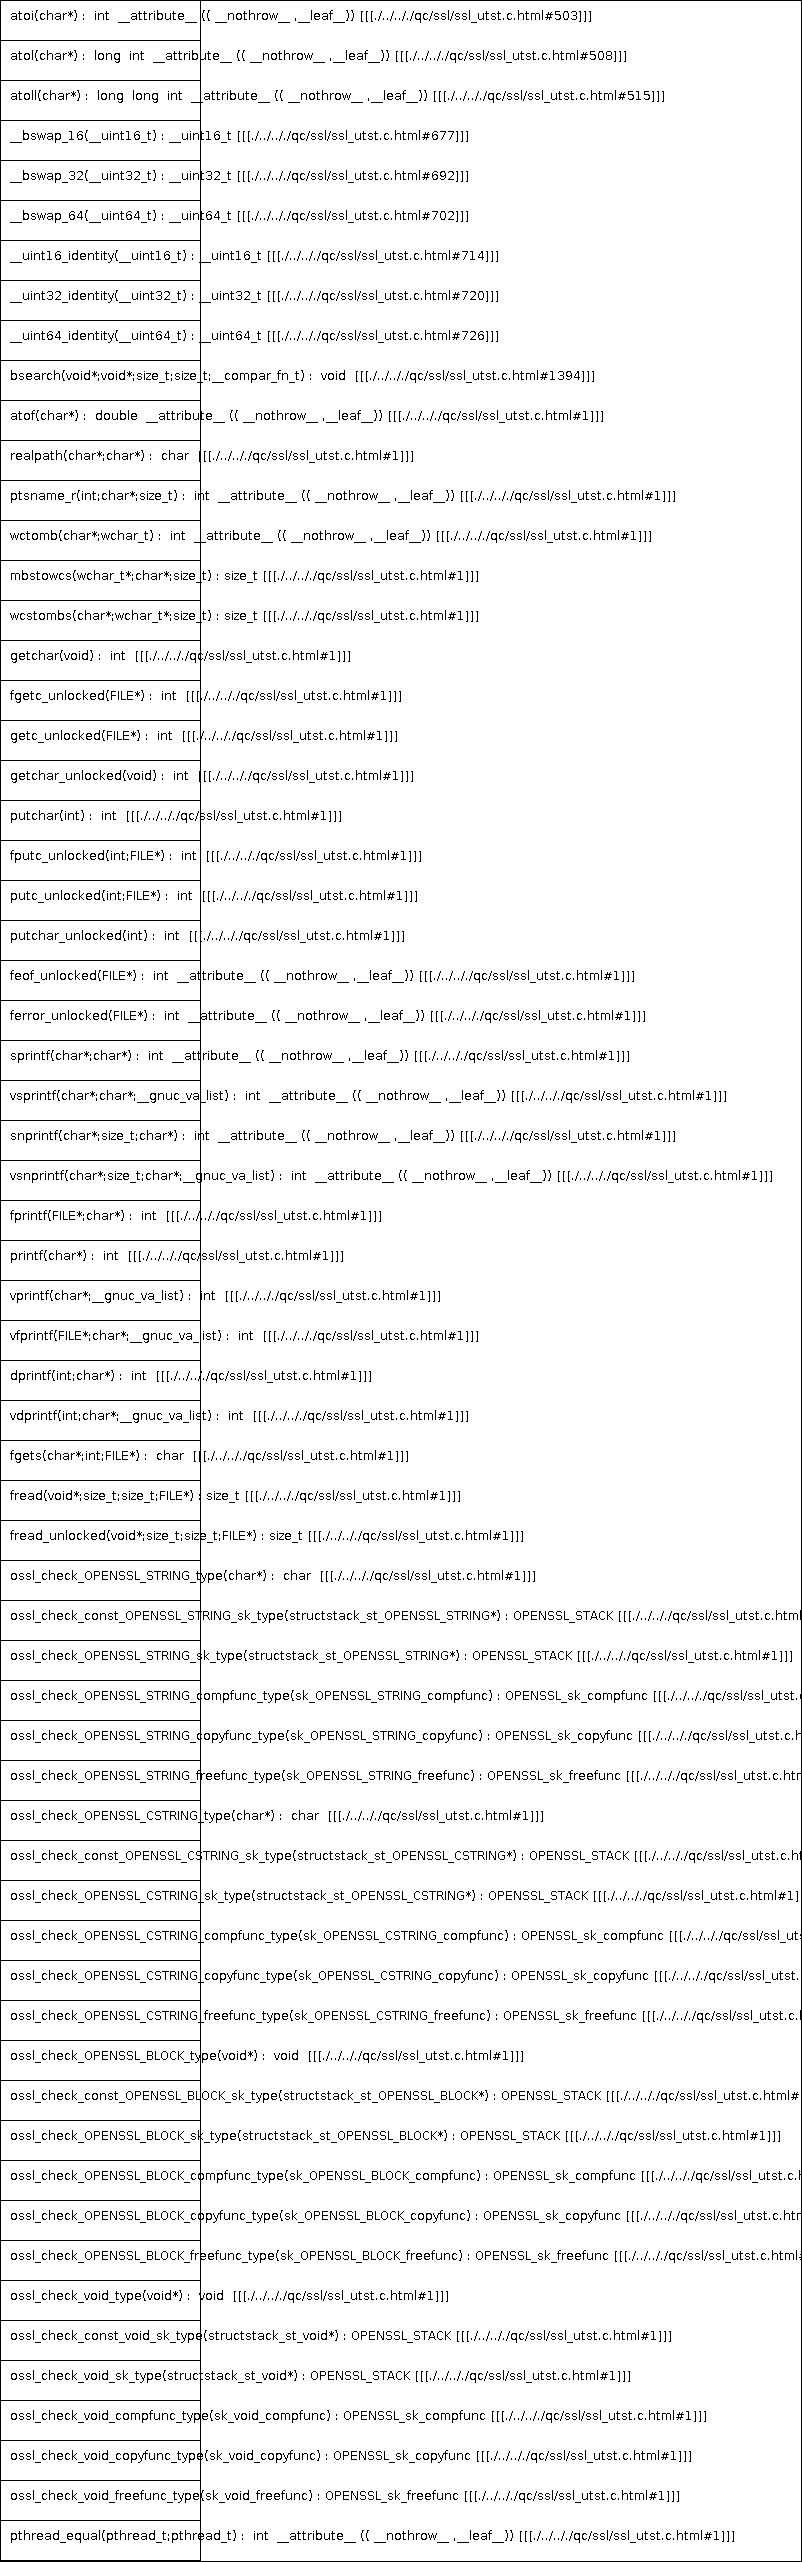 atoi(char*) : int __attribute__ (( __nothrow__ ,__leaf__)) [[[./../../../qc/ssl/ssl_utst.c.html#503]]]
atol(char*) : long int __attribute__ (( __nothrow__ ,__leaf__)) [[[./../../../qc/ssl/ssl_utst.c.html#508]]]
atoll(char*) : long long int __attribute__ (( __nothrow__ ,__leaf__)) [[[./../../../qc/ssl/ssl_utst.c.html#515]]]
__bswap_16(__uint16_t) : __uint16_t [[[./../../../qc/ssl/ssl_utst.c.html#677]]]
__bswap_32(__uint32_t) : __uint32_t [[[./../../../qc/ssl/ssl_utst.c.html#692]]]
__bswap_64(__uint64_t) : __uint64_t [[[./../../../qc/ssl/ssl_utst.c.html#702]]]
__uint16_identity(__uint16_t) : __uint16_t [[[./../../../qc/ssl/ssl_utst.c.html#714]]]
__uint32_identity(__uint32_t) : __uint32_t [[[./../../../qc/ssl/ssl_utst.c.html#720]]]
__uint64_identity(__uint64_t) : __uint64_t [[[./../../../qc/ssl/ssl_utst.c.html#726]]]
bsearch(void*;void*;size_t;size_t;__compar_fn_t) : void [[[./../../../qc/ssl/ssl_utst.c.html#1394]]]
atof(char*) : double __attribute__ (( __nothrow__ ,__leaf__)) [[[./../../../qc/ssl/ssl_utst.c.html#1]]]
realpath(char*;char*) : char [[[./../../../qc/ssl/ssl_utst.c.html#1]]]
ptsname_r(int;char*;size_t) : int __attribute__ (( __nothrow__ ,__leaf__)) [[[./../../../qc/ssl/ssl_utst.c.html#1]]]
wctomb(char*;wchar_t) : int __attribute__ (( __nothrow__ ,__leaf__)) [[[./../../../qc/ssl/ssl_utst.c.html#1]]]
mbstowcs(wchar_t*;char*;size_t) : size_t [[[./../../../qc/ssl/ssl_utst.c.html#1]]]
wcstombs(char*;wchar_t*;size_t) : size_t [[[./../../../qc/ssl/ssl_utst.c.html#1]]]
getchar(void) : int [[[./../../../qc/ssl/ssl_utst.c.html#1]]]
fgetc_unlocked(FILE*) : int [[[./../../../qc/ssl/ssl_utst.c.html#1]]]
getc_unlocked(FILE*) : int [[[./../../../qc/ssl/ssl_utst.c.html#1]]]
getchar_unlocked(void) : int [[[./../../../qc/ssl/ssl_utst.c.html#1]]]
putchar(int) : int [[[./../../../qc/ssl/ssl_utst.c.html#1]]]
fputc_unlocked(int;FILE*) : int [[[./../../../qc/ssl/ssl_utst.c.html#1]]]
putc_unlocked(int;FILE*) : int [[[./../../../qc/ssl/ssl_utst.c.html#1]]]
putchar_unlocked(int) : int [[[./../../../qc/ssl/ssl_utst.c.html#1]]]
feof_unlocked(FILE*) : int __attribute__ (( __nothrow__ ,__leaf__)) [[[./../../../qc/ssl/ssl_utst.c.html#1]]]
ferror_unlocked(FILE*) : int __attribute__ (( __nothrow__ ,__leaf__)) [[[./../../../qc/ssl/ssl_utst.c.html#1]]]
sprintf(char*;char*) : int __attribute__ (( __nothrow__ ,__leaf__)) [[[./../../../qc/ssl/ssl_utst.c.html#1]]]
vsprintf(char*;char*;__gnuc_va_list) : int __attribute__ (( __nothrow__ ,__leaf__)) [[[./../../../qc/ssl/ssl_utst.c.html#1]]]
snprintf(char*;size_t;char*) : int __attribute__ (( __nothrow__ ,__leaf__)) [[[./../../../qc/ssl/ssl_utst.c.html#1]]]
vsnprintf(char*;size_t;char*;__gnuc_va_list) : int __attribute__ (( __nothrow__ ,__leaf__)) [[[./../../../qc/ssl/ssl_utst.c.html#1]]]
fprintf(FILE*;char*) : int [[[./../../../qc/ssl/ssl_utst.c.html#1]]]
printf(char*) : int [[[./../../../qc/ssl/ssl_utst.c.html#1]]]
vprintf(char*;__gnuc_va_list) : int [[[./../../../qc/ssl/ssl_utst.c.html#1]]]
vfprintf(FILE*;char*;__gnuc_va_list) : int [[[./../../../qc/ssl/ssl_utst.c.html#1]]]
dprintf(int;char*) : int [[[./../../../qc/ssl/ssl_utst.c.html#1]]]
vdprintf(int;char*;__gnuc_va_list) : int [[[./../../../qc/ssl/ssl_utst.c.html#1]]]
fgets(char*;int;FILE*) : char [[[./../../../qc/ssl/ssl_utst.c.html#1]]]
fread(void*;size_t;size_t;FILE*) : size_t [[[./../../../qc/ssl/ssl_utst.c.html#1]]]
fread_unlocked(void*;size_t;size_t;FILE*) : size_t [[[./../../../qc/ssl/ssl_utst.c.html#1]]]
ossl_check_OPENSSL_STRING_type(char*) : char [[[./../../../qc/ssl/ssl_utst.c.html#1]]]
ossl_check_const_OPENSSL_STRING_sk_type(structstack_st_OPENSSL_STRING*) : OPENSSL_STACK [[[./../../../qc/ssl/ssl_utst.c.html
ossl_check_OPENSSL_STRING_sk_type(structstack_st_OPENSSL_STRING*) : OPENSSL_STACK [[[./../../../qc/ssl/ssl_utst.c.html#1]]]
ossl_check_OPENSSL_STRING_compfunc_type(sk_OPENSSL_STRING_compfunc) : OPENSSL_sk_compfunc [[[./../../../qc/ssl/ssl_utst.c
ossl_check_OPENSSL_STRING_copyfunc_type(sk_OPENSSL_STRING_copyfunc) : OPENSSL_sk_copyfunc [[[./../../../qc/ssl/ssl_utst.c.h
ossl_check_OPENSSL_STRING_freefunc_type(sk_OPENSSL_STRING_freefunc) : OPENSSL_sk_freefunc [[[./../../../qc/ssl/ssl_utst.c.htm
ossl_check_OPENSSL_CSTRING_type(char*) : char [[[./../../../qc/ssl/ssl_utst.c.html#1]]]
ossl_check_const_OPENSSL_CSTRING_sk_type(structstack_st_OPENSSL_CSTRING*) : OPENSSL_STACK [[[./../../../qc/ssl/ssl_utst.c.ht
ossl_check_OPENSSL_CSTRING_sk_type(structstack_st_OPENSSL_CSTRING*) : OPENSSL_STACK [[[./../../../qc/ssl/ssl_utst.c.html#1]
ossl_check_OPENSSL_CSTRING_compfunc_type(sk_OPENSSL_CSTRING_compfunc) : OPENSSL_sk_compfunc [[[./../../../qc/ssl/ssl_uts
ossl_check_OPENSSL_CSTRING_copyfunc_type(sk_OPENSSL_CSTRING_copyfunc) : OPENSSL_sk_copyfunc [[[./../../../qc/ssl/ssl_utst.
ossl_check_OPENSSL_CSTRING_freefunc_type(sk_OPENSSL_CSTRING_freefunc) : OPENSSL_sk_freefunc [[[./../../../qc/ssl/ssl_utst.c.
ossl_check_OPENSSL_BLOCK_type(void*) : void [[[./../../../qc/ssl/ssl_utst.c.html#1]]]
ossl_check_const_OPENSSL_BLOCK_sk_type(structstack_st_OPENSSL_BLOCK*) : OPENSSL_STACK [[[./../../../qc/ssl/ssl_utst.c.html#
ossl_check_OPENSSL_BLOCK_sk_type(structstack_st_OPENSSL_BLOCK*) : OPENSSL_STACK [[[./../../../qc/ssl/ssl_utst.c.html#1]]]
ossl_check_OPENSSL_BLOCK_compfunc_type(sk_OPENSSL_BLOCK_compfunc) : OPENSSL_sk_compfunc [[[./../../../qc/ssl/ssl_utst.c.h
ossl_check_OPENSSL_BLOCK_copyfunc_type(sk_OPENSSL_BLOCK_copyfunc) : OPENSSL_sk_copyfunc [[[./../../../qc/ssl/ssl_utst.c.htm
ossl_check_OPENSSL_BLOCK_freefunc_type(sk_OPENSSL_BLOCK_freefunc) : OPENSSL_sk_freefunc [[[./../../../qc/ssl/ssl_utst.c.html
ossl_check_void_type(void*) : void [[[./../../../qc/ssl/ssl_utst.c.html#1]]]
ossl_check_const_void_sk_type(structstack_st_void*) : OPENSSL_STACK [[[./../../../qc/ssl/ssl_utst.c.html#1]]]
ossl_check_void_sk_type(structstack_st_void*) : OPENSSL_STACK [[[./../../../qc/ssl/ssl_utst.c.html#1]]]
ossl_check_void_compfunc_type(sk_void_compfunc) : OPENSSL_sk_compfunc [[[./../../../qc/ssl/ssl_utst.c.html#1]]]
ossl_check_void_copyfunc_type(sk_void_copyfunc) : OPENSSL_sk_copyfunc [[[./../../../qc/ssl/ssl_utst.c.html#1]]]
ossl_check_void_freefunc_type(sk_void_freefunc) : OPENSSL_sk_freefunc [[[./../../../qc/ssl/ssl_utst.c.html#1]]]
pthread_equal(pthread_t;pthread_t) : int __attribute__ (( __nothrow__ ,__leaf__)) [[[./../../../qc/ssl/ssl_utst.c.html#1]]]